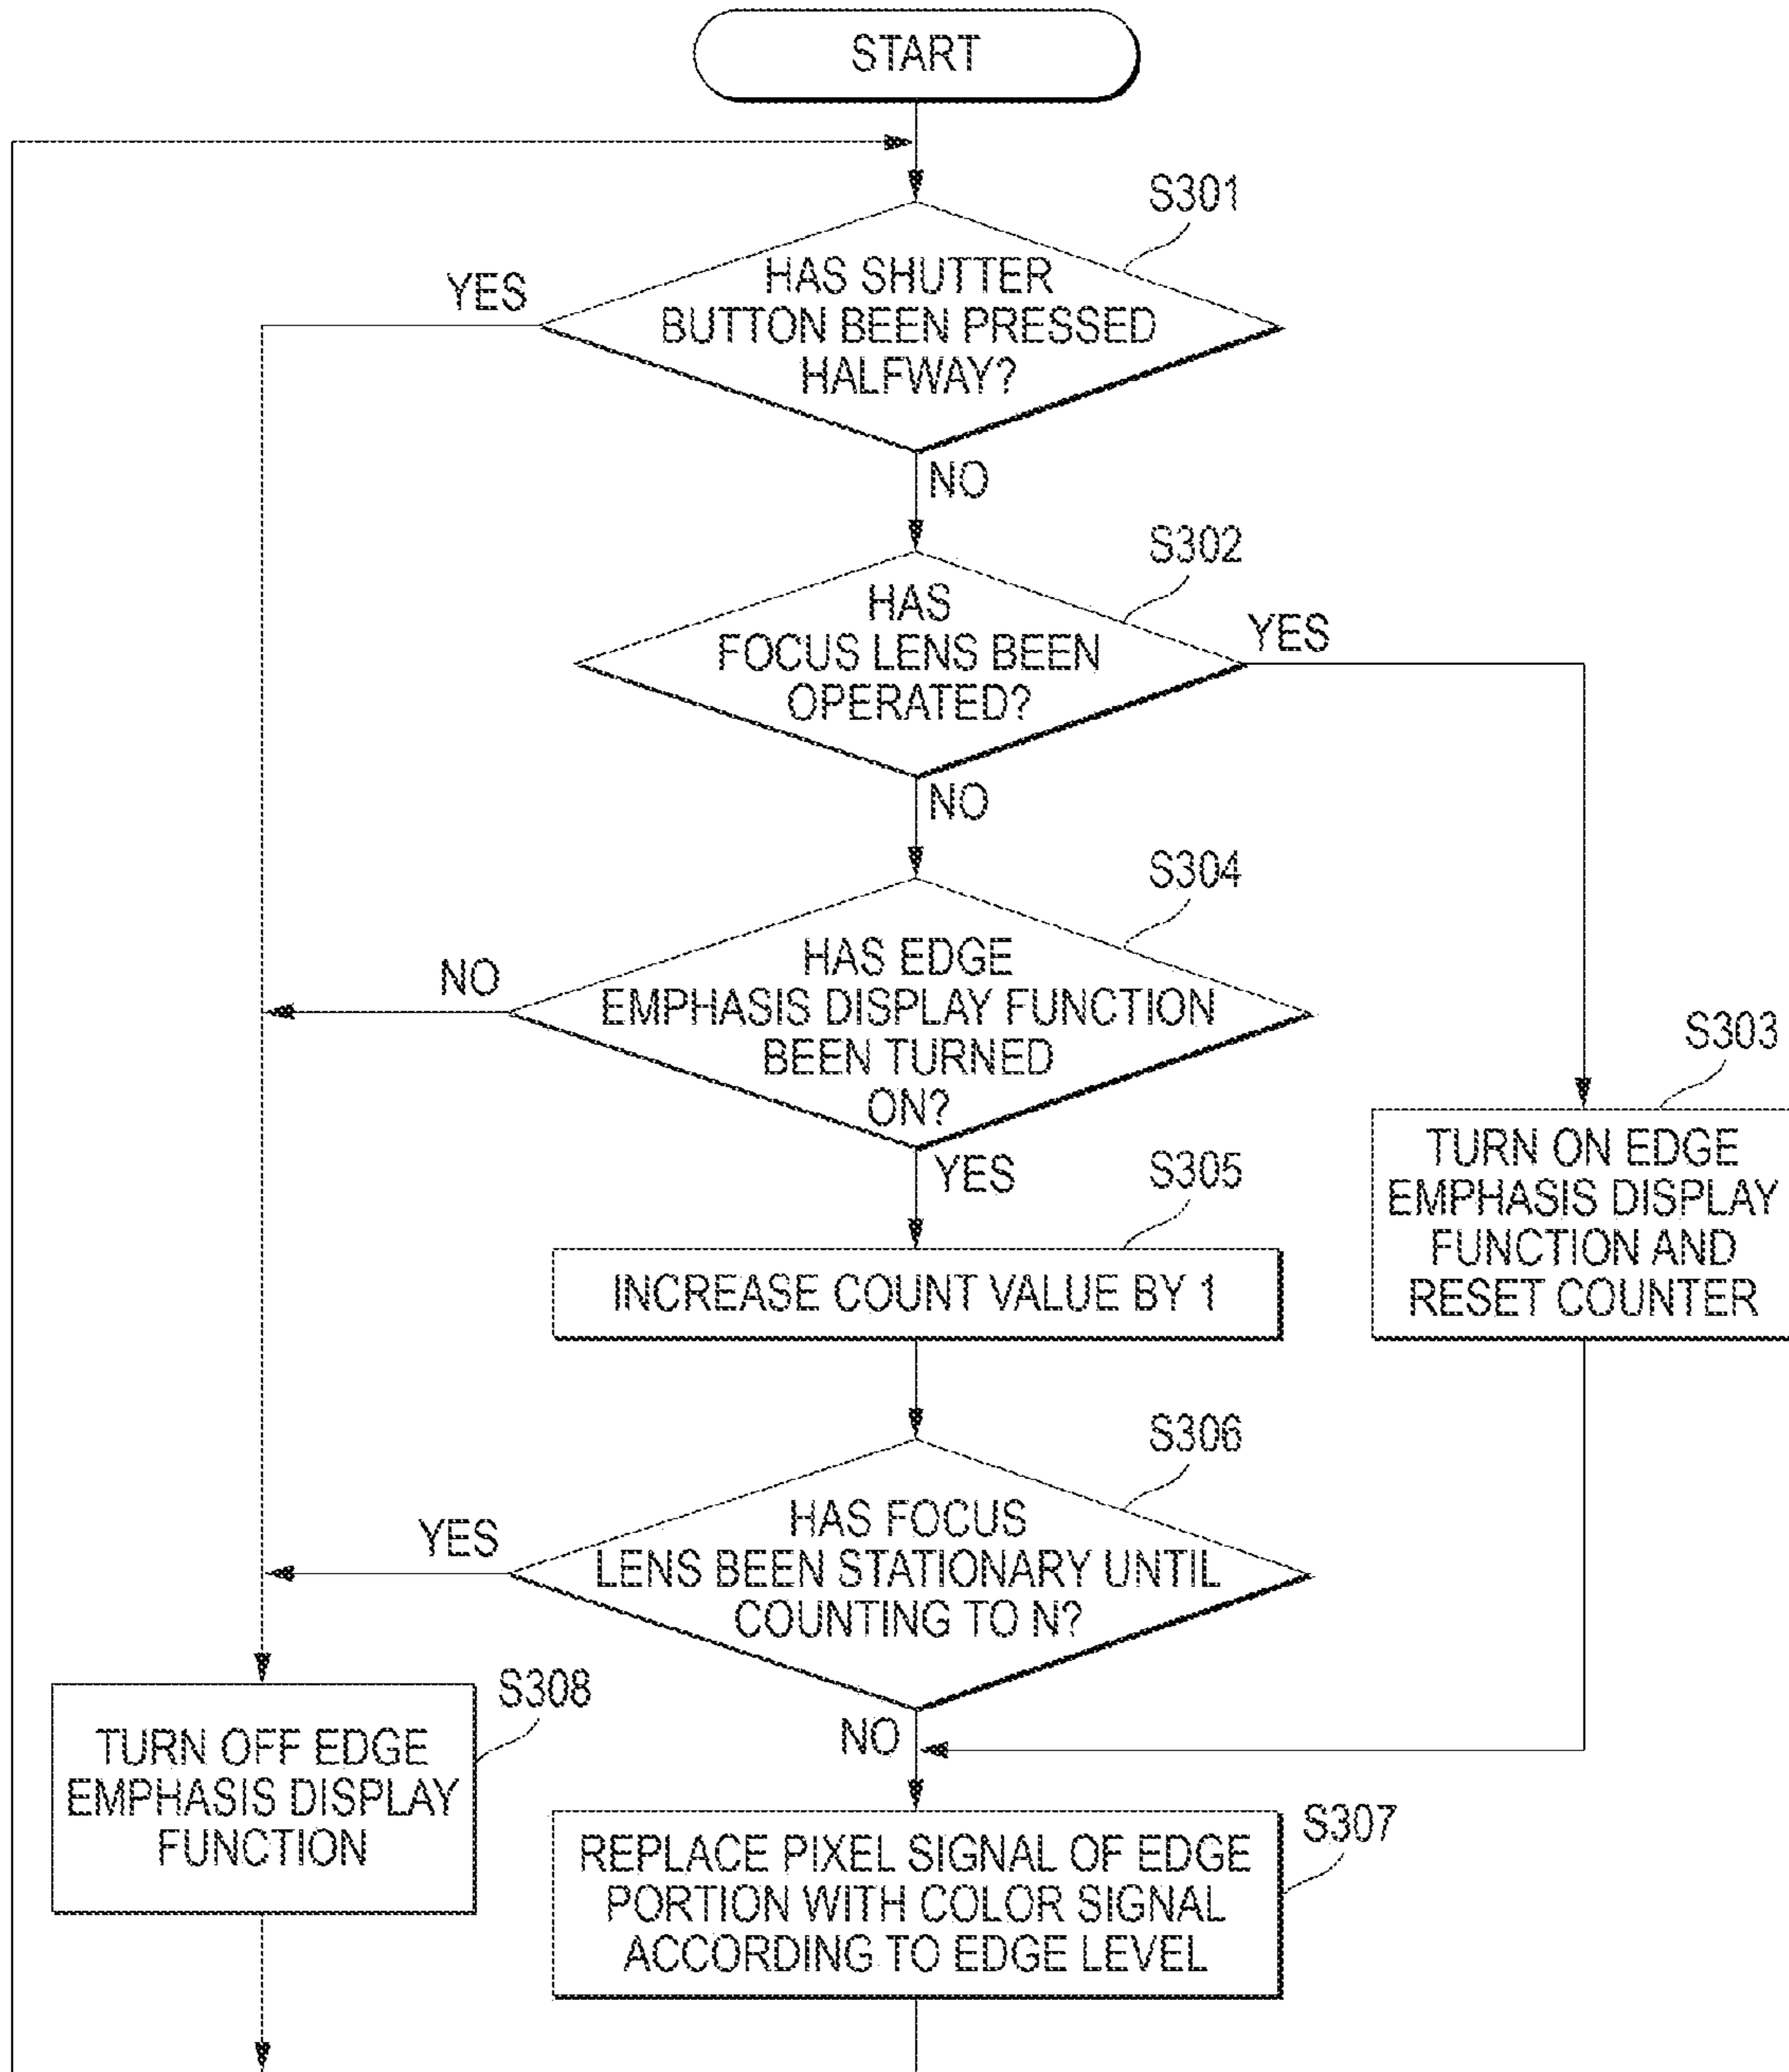 START
S301
YES
HAS SHUTTER
BUTTON BEEN PRESSED
HALFWAY?
NO
S302
HAS
FOCUS LENS BEEN
OPERATED?
YES
NO
S304
HAS EDGE
EMPHASIS DISPLAY FUNCTION
BEEN TURNED
ON?
NO
YES
S303
TURN ON EDGE
EMPHASIS DISPLAY
FUNCTION AND
RESET COUNTER
S305
INCREASE COUNT VALUE BY 1
S306
HAS FOCUS
LENS BEEN STATIONARY UNTIL
COUNTING TO N?
YES
NO
S308
TURN OFF EDGE
EMPHASIS DISPLAY
FUNCTION
S307
REPLACE PIXEL SIGNAL OF EDGE
PORTION WITH COLOR SIGNAL
ACCORDING TO EDGE LEVEL